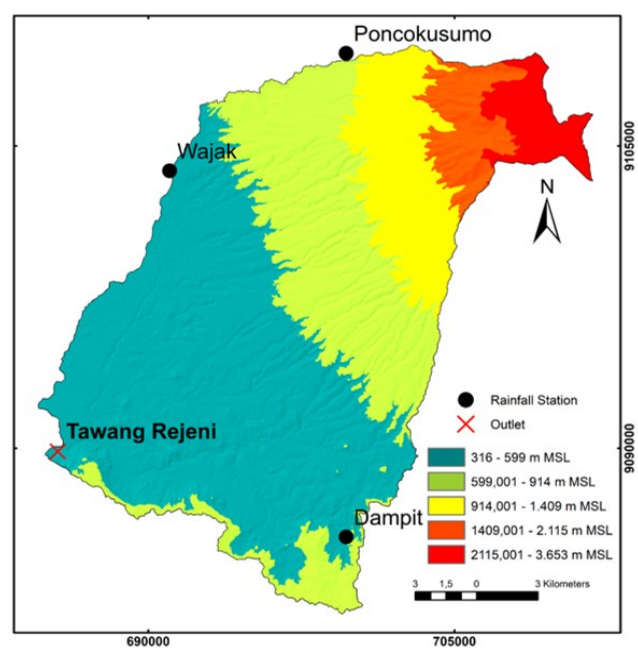 Poncokusumo
Wajak
9105000
N
Rainfall Station
Outlet
Tawang Rejeni
316 - 599 m MSL
599,001 - 914 m MSL
914,001 - 1.409 m MSL
1409,001 - 2.115 m MSL
2115,001 - 3.653 m MSL
9090000
Dampit
3 1,5 0 3 Kilometers
690000 705000